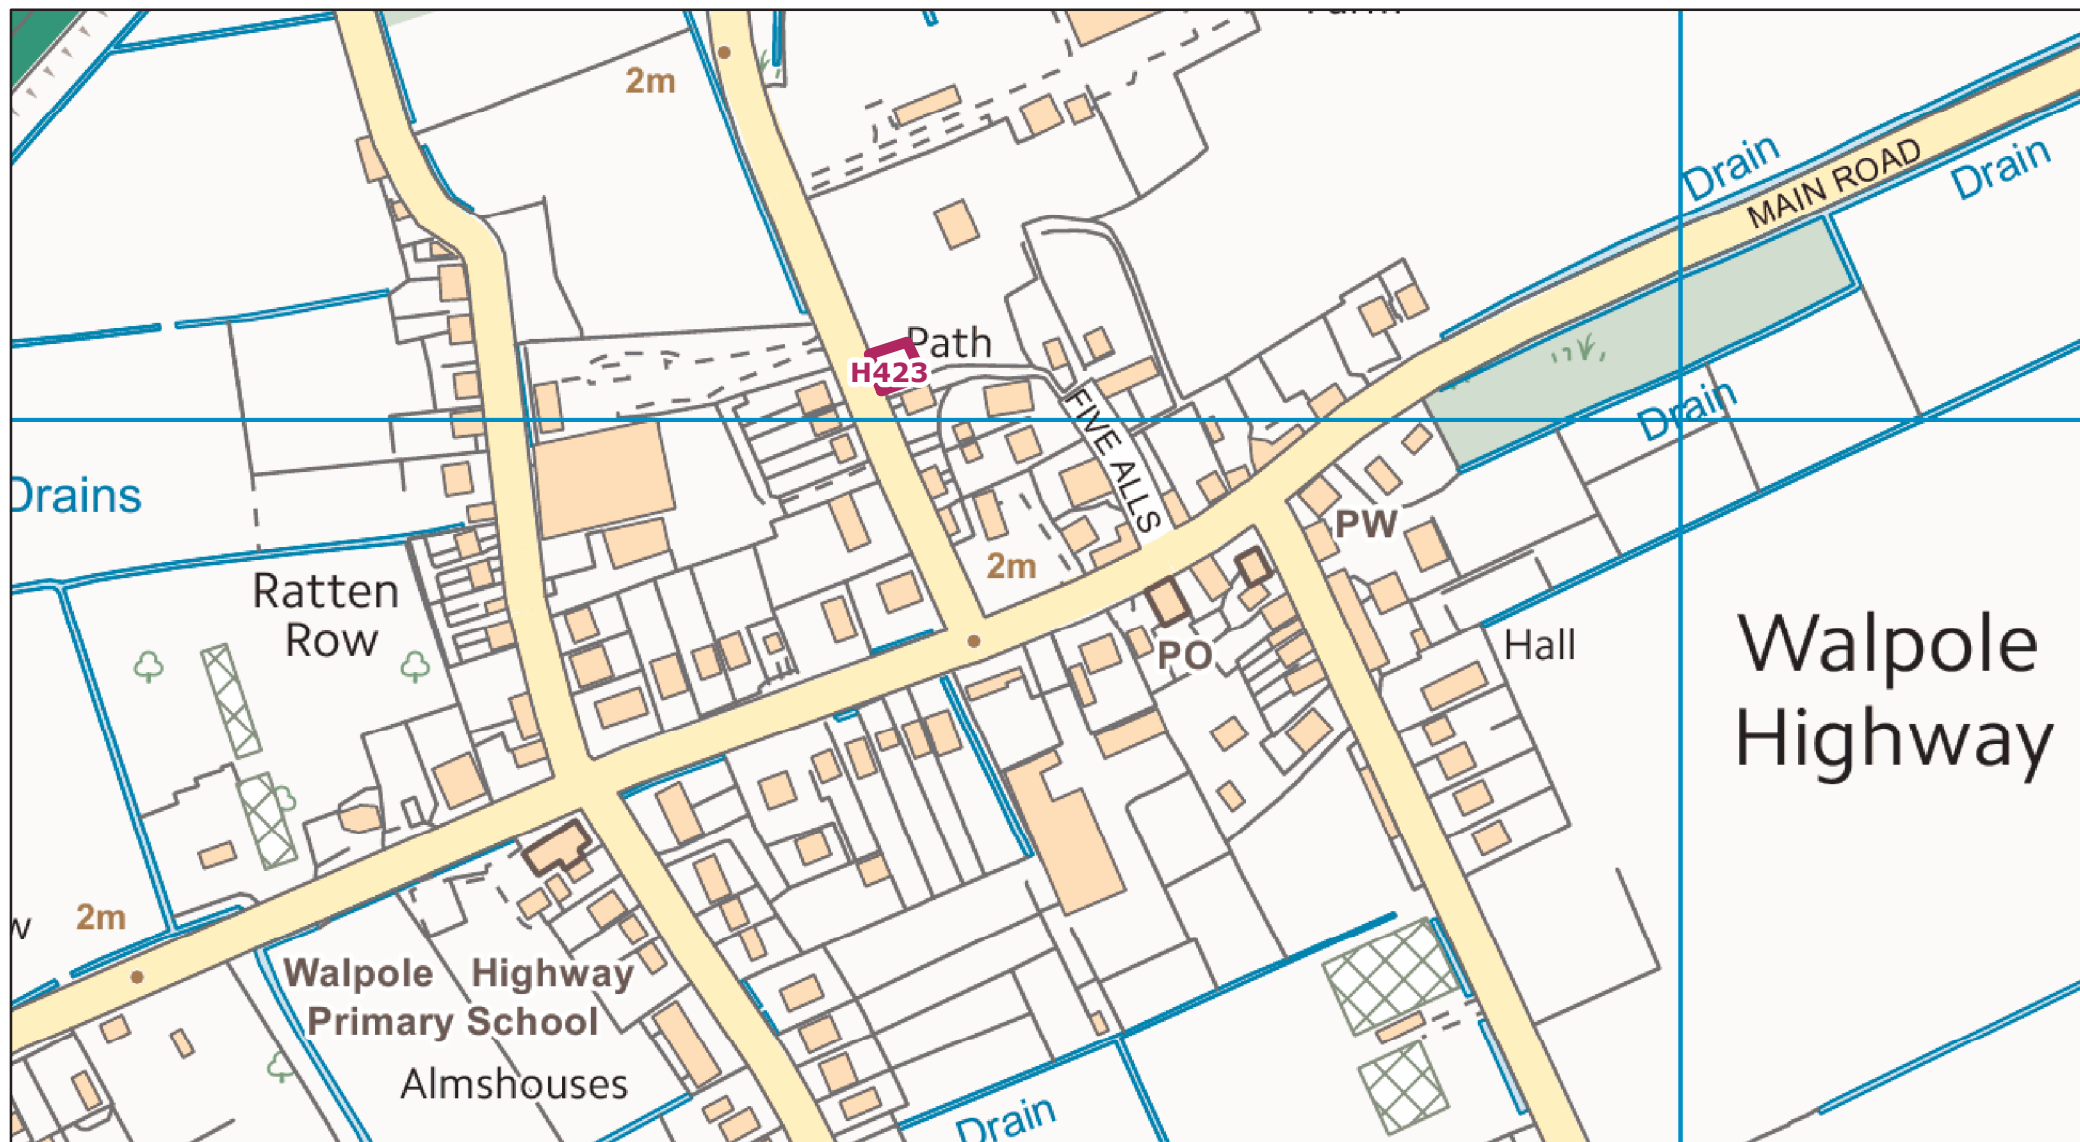 2m
Drain
MAIN ROAD
Drain
Path
H423
FIVE ALLS
Drain
Drains
PW
2m
Ratten
Row
Hall
Walpole
Highway
PO
w
2m
Walpole Highway
Primary School
Almshouses
Drain